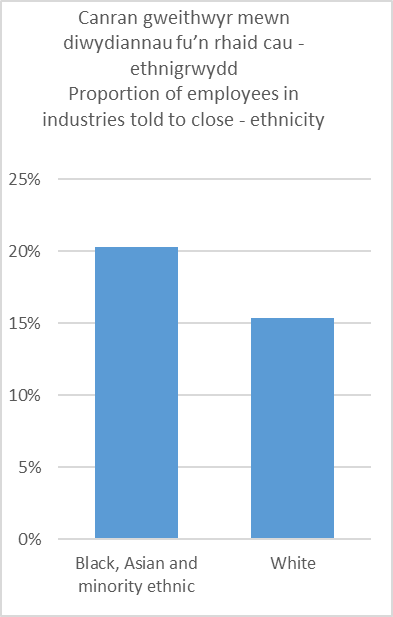 Canran gweithwyr mewn
diwydiannau fu’n rhaid cau -
ethnigrwydd
Proportion of employees in
industries told to close - ethnicity
25%
20%
15%
10%
5%
0%
Black, Asian and
minority ethnic
White